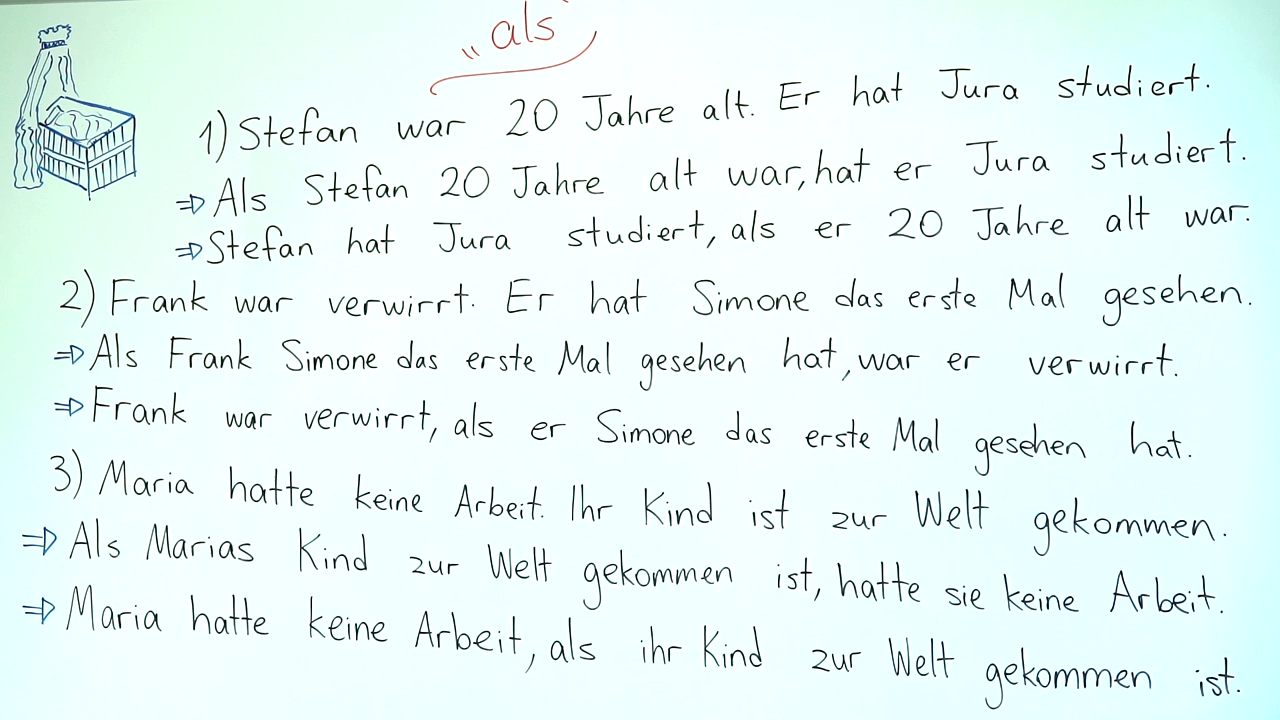 „als“
1) Stefan war 20 Jahre alt. Er hat Jura studiert.
⇒ Als Stefan 20 Jahre alt war, hat er Jura studiert.
⇒ Stefan hat Jura studiert, als er 20 Jahre alt war.
2) Frank war verwirrt. Er hat Simone das erste Mal gesehen.
⇒ Als Frank Simone das erste Mal gesehen hat, war er verwirrt.
⇒ Frank war verwirrt, als er Simone das erste Mal gesehen hat.
3) Maria hatte keine Arbeit. Ihr Kind ist zur Welt gekommen.
⇒ Als Marias Kind zur Welt gekommen ist, hatte sie keine Arbeit.
⇒ Maria hatte keine Arbeit, als ihr Kind zur Welt gekommen ist.